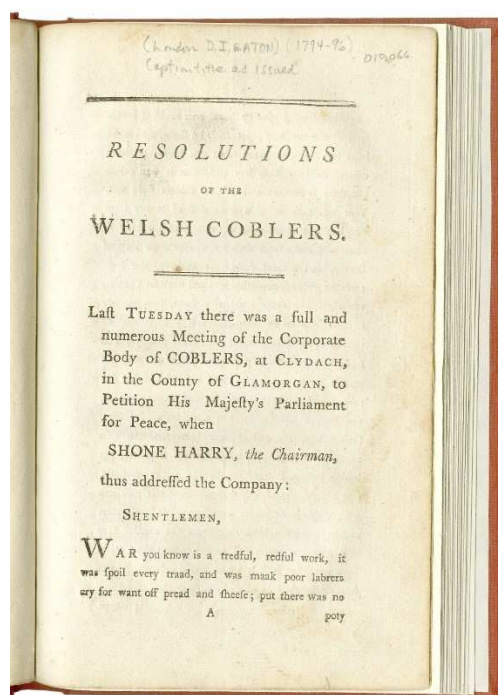 (London D.I. EATON) (1794-96)
Caption title as issued
RESOLUTIONS
OF THE
WELSH COBLERS.
Laſt TUESDAY there was a full and
numerous Meeting of the Corporate
Body of COBLERS, at CLYDACH,
in the County of GLAMORGAN, to
Petition His Majeſty's Parliament
for Peace, when
SHONE HARRY, the Chairman,
thus addreſſed the Company:
SHENTLEMEN,
WAR you know is a tredful, redful work, it
was ſpoil every traad, and was maak poor labrers
cry for want off pread and ſheeſe; put there was no
A poty